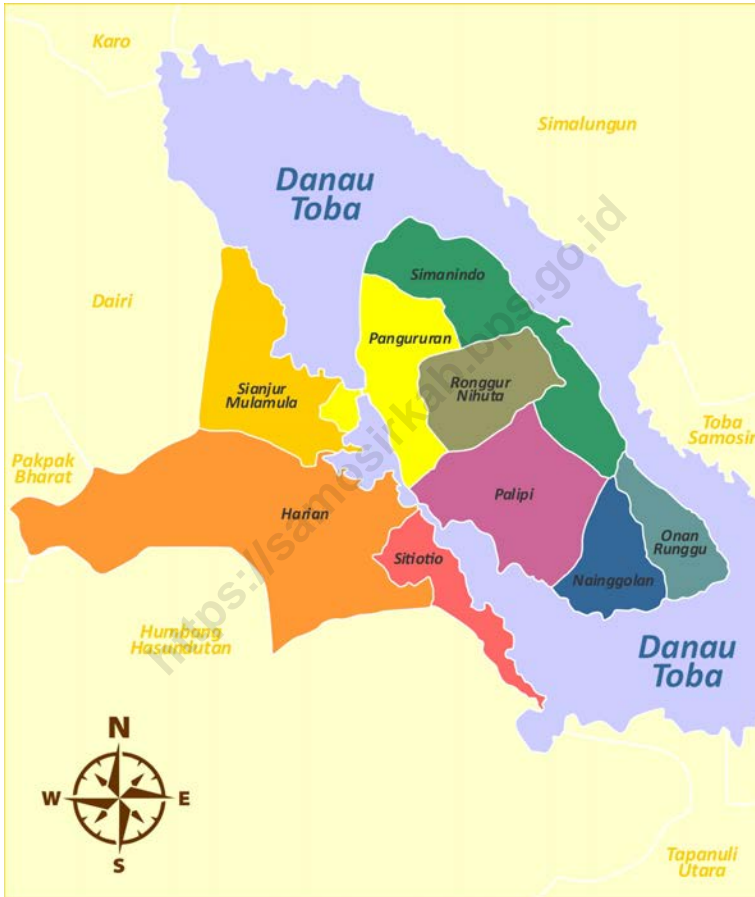 Karo
Simalungun
Danau
Toba
Simanindo
Dairi
Pangururan
Ronggur
Nihuta
Sianjur
Mulamula
Toba
Samosir
Pakpak
Bharat
Palipi
Harian
Onan
Runggu
Sitiotio
Nainggolan
Humbang
Hasundutan
Danau
Toba
N
W
E
S
Tapanuli
Utara
https://samosirkab.bps.go.id